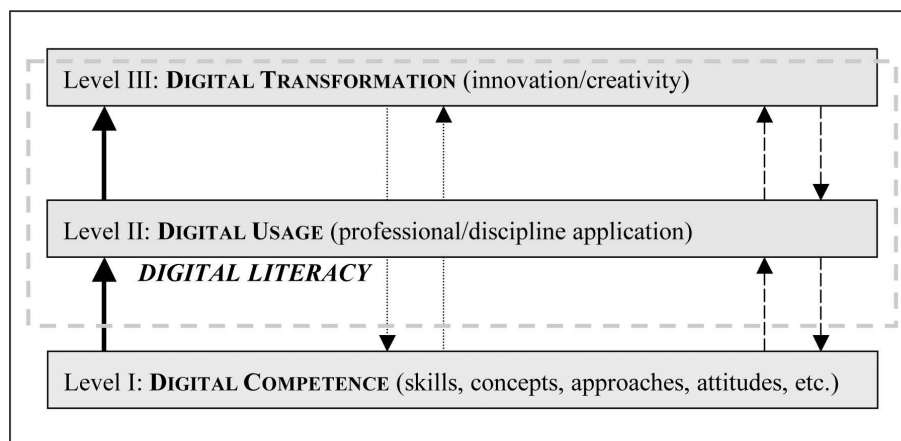 Level III: DIGITAL TRANSFORMATION (innovation/creativity)
Level II: DIGITAL USAGE (professional/discipline application)
DIGITAL LITERACY
Level I: DIGITAL COMPETENCE (skills, concepts, approaches, attitudes, etc.)